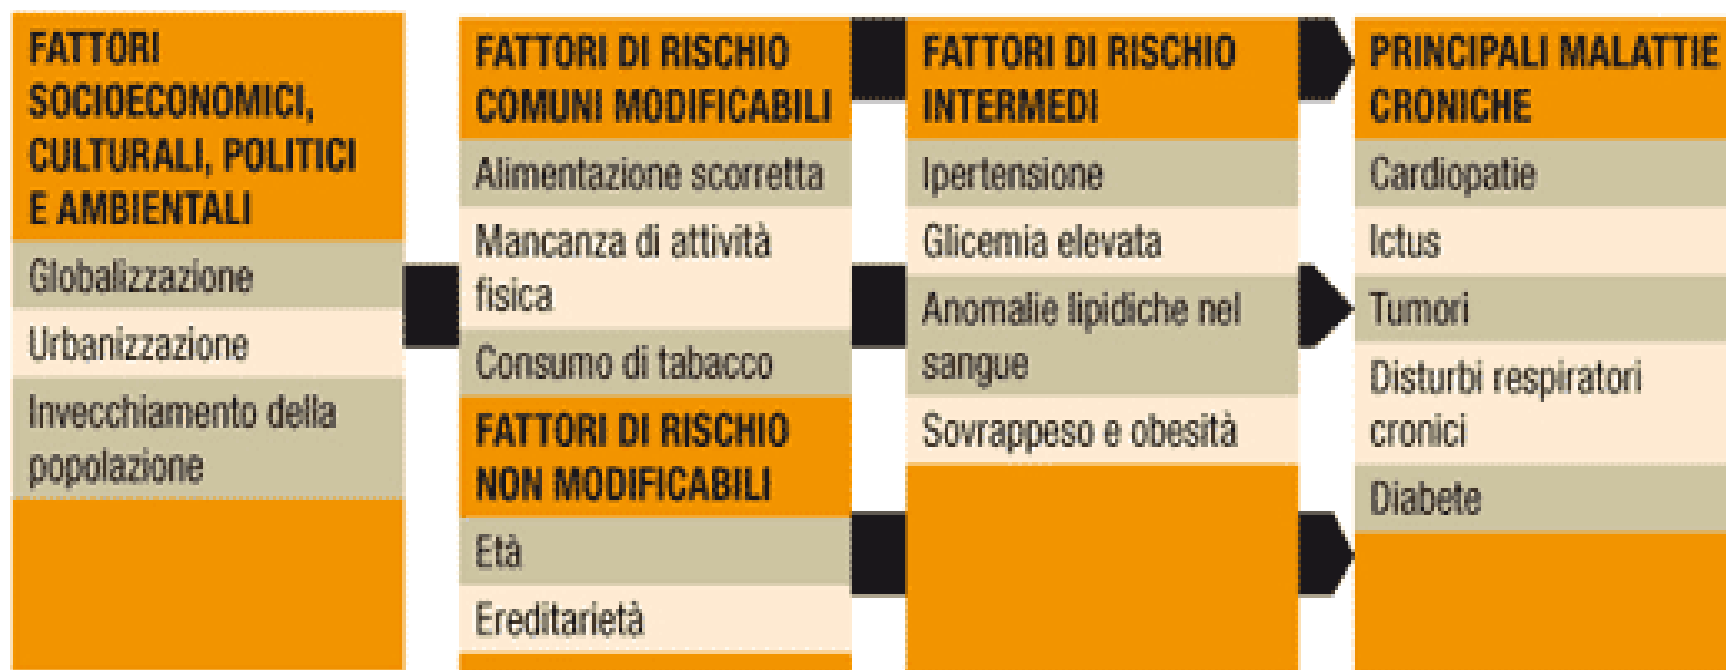 FATTORI
SOCIOECONOMICI,
CULTURALI, POLITICI
E AMBIENTALI
Globalizzazione
Urbanizzazione
Invecchiamento della
popolazione
FATTORI DI RISCHIO
COMUNI MODIFICABILI
Alimentazione scorretta
Mancanza di attività
fisica
Consumo di tabacco
FATTORI DI RISCHIO
NON MODIFICABILI
Età
Ereditarietà
FATTORI DI RISCHIO
INTERMEDI
Ipertensione
Glicemia elevata
Anomalie lipidiche nel
sangue
Sovrappeso e obesità
PRINCIPALI MALATTIE
CRONICHE
Cardiopatie
Ictus
Tumori
Disturbi respiratori
cronici
Diabete